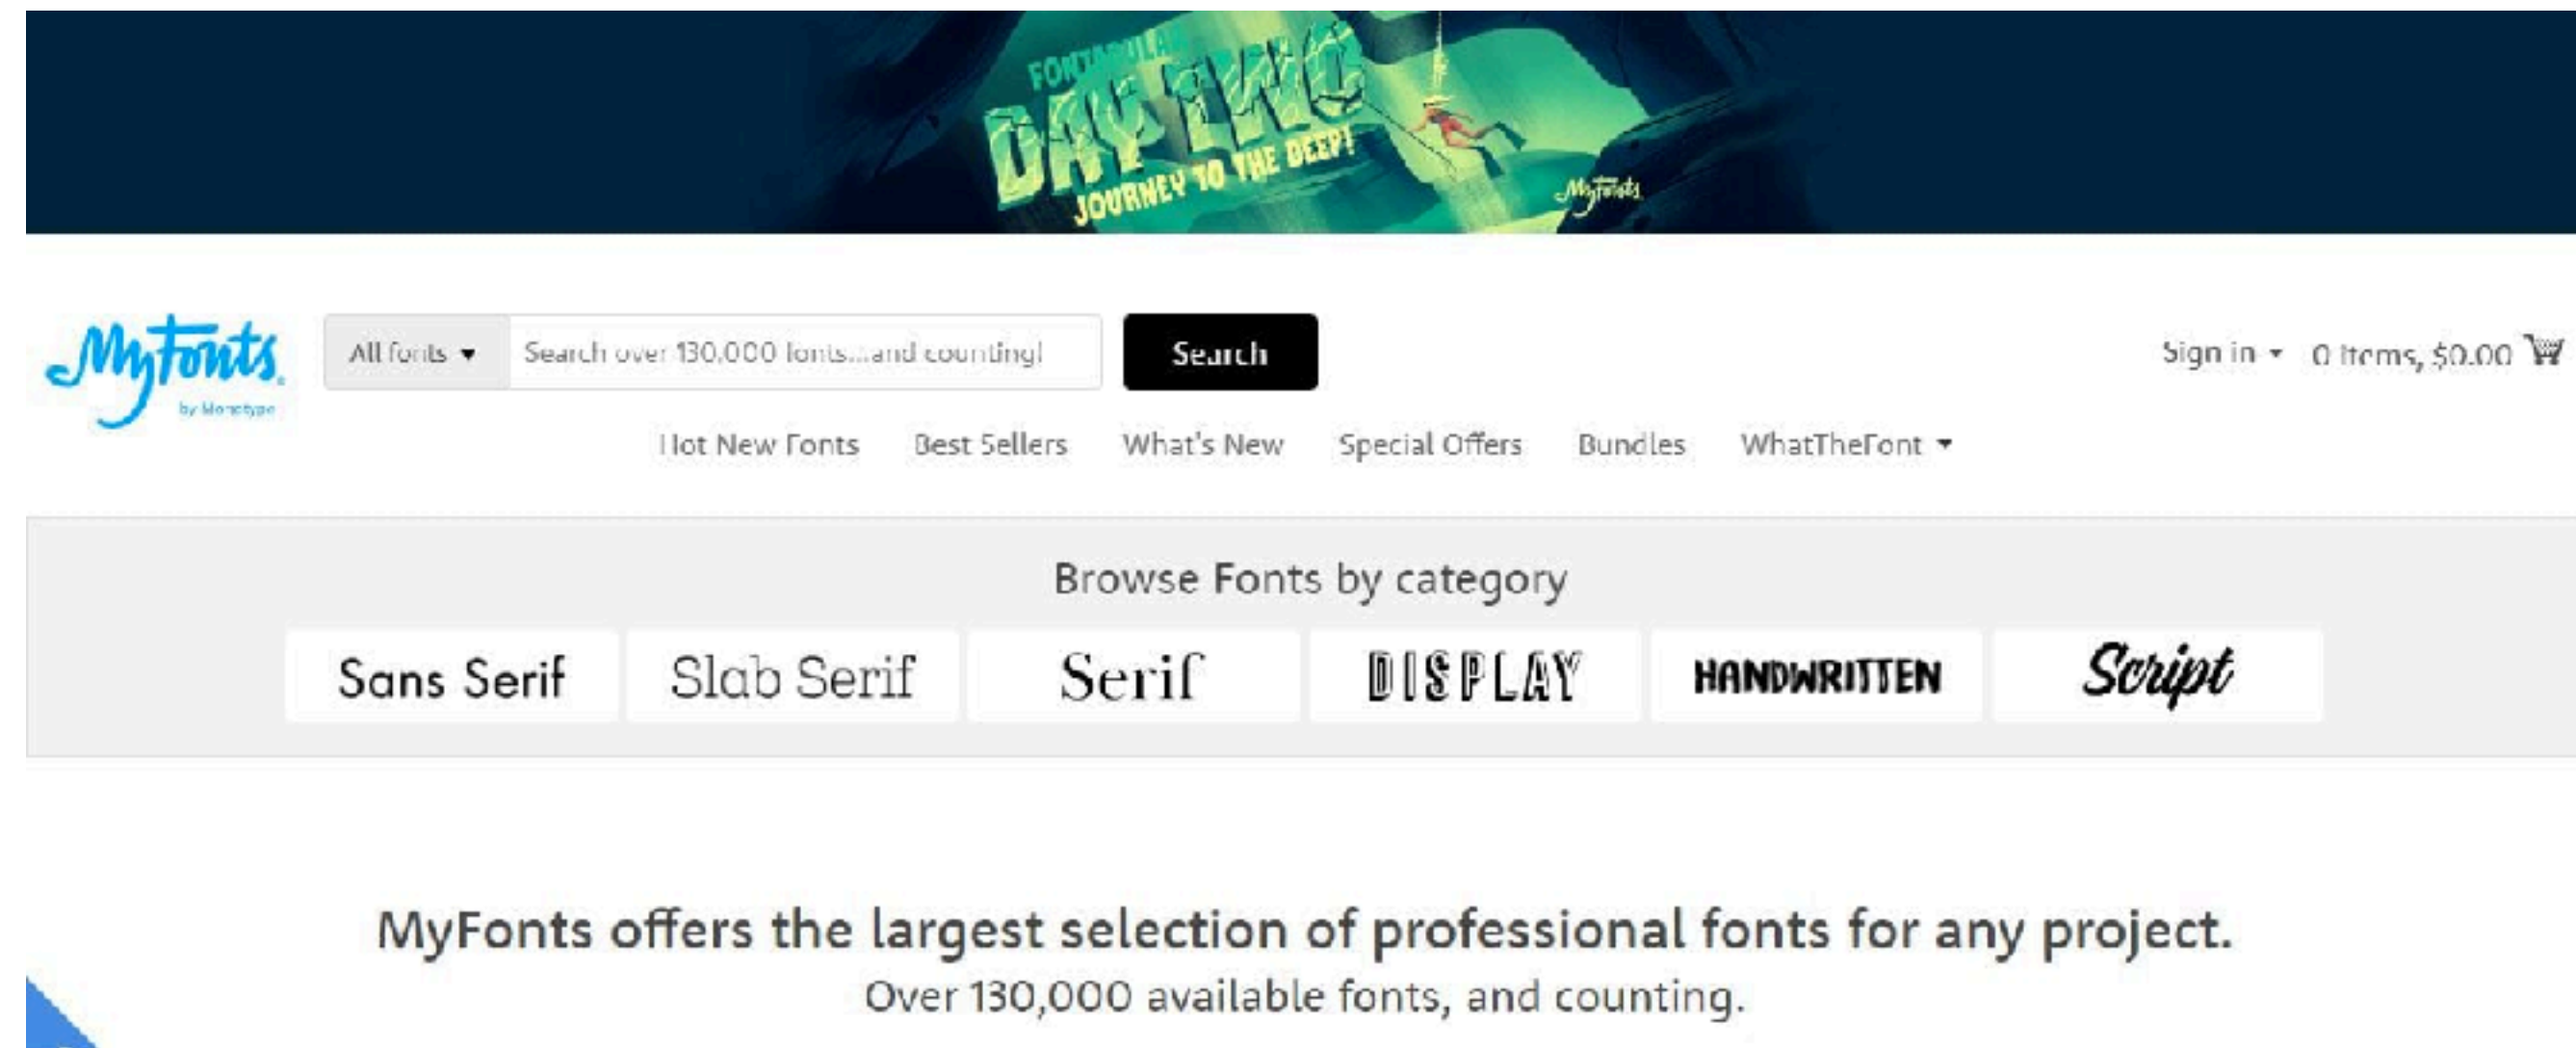 FONTABULAR
DAY TWO
JOURNEY TO THE DEEP!
MyFonts
MyFonts
by Monotype
All fonts
Search over 130,000 fonts...and counting!
Search
Sign in
0 Items, $0.00
Hot New Fonts
Best Sellers
What's New
Special Offers
Bundles
WhatTheFont
Browse Fonts by category
Sans Serif
Slab Serif
Serif
DISPLAY
HANDWRITTEN
Script
MyFonts offers the largest selection of professional fonts for any project.
Over 130,000 available fonts, and counting.